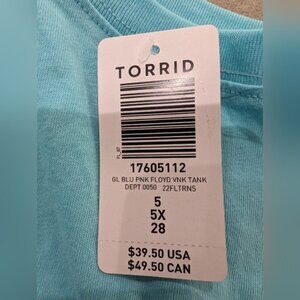 TORRID
17605112
GL BLU PNK FLOYD VNK TANK
DEPT 0050 22FLTRNS
5
5X
28
$39.50 USA
$49.50 CAN